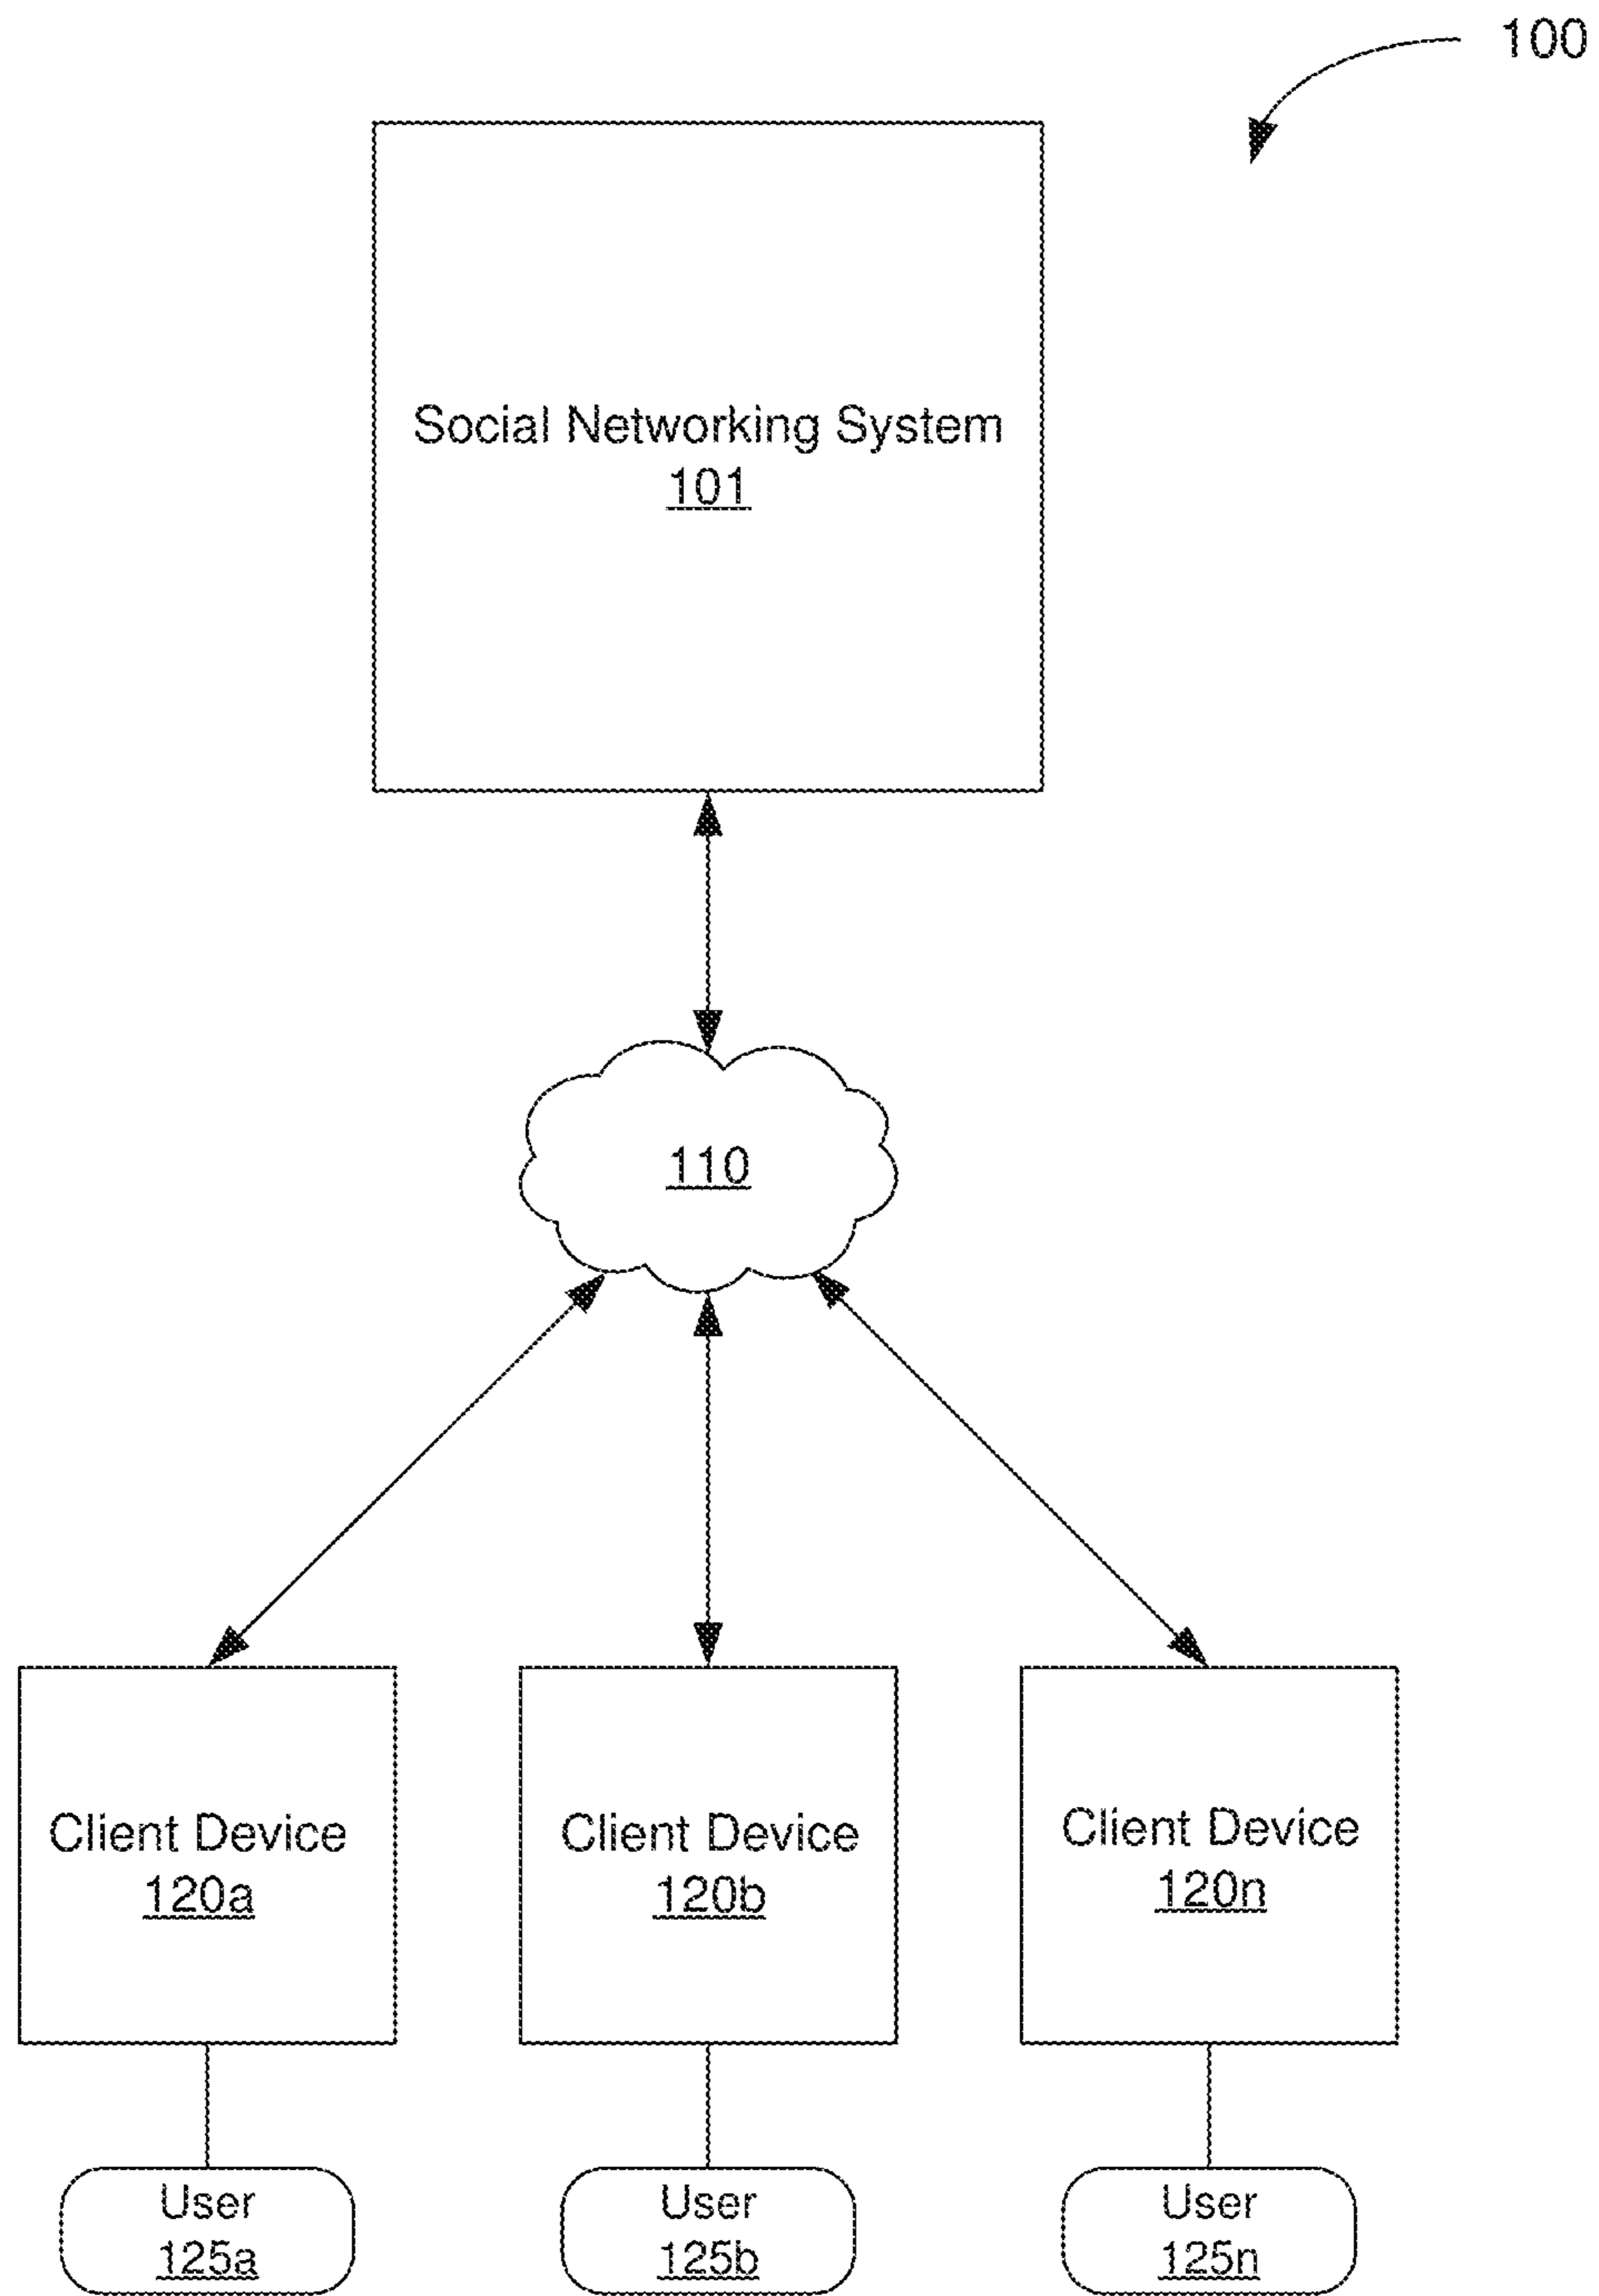 100
Social Networking System
101
110
Client Device
120a
Client Device
120b
Client Device
120n
User
125a
User
125b
User
125n